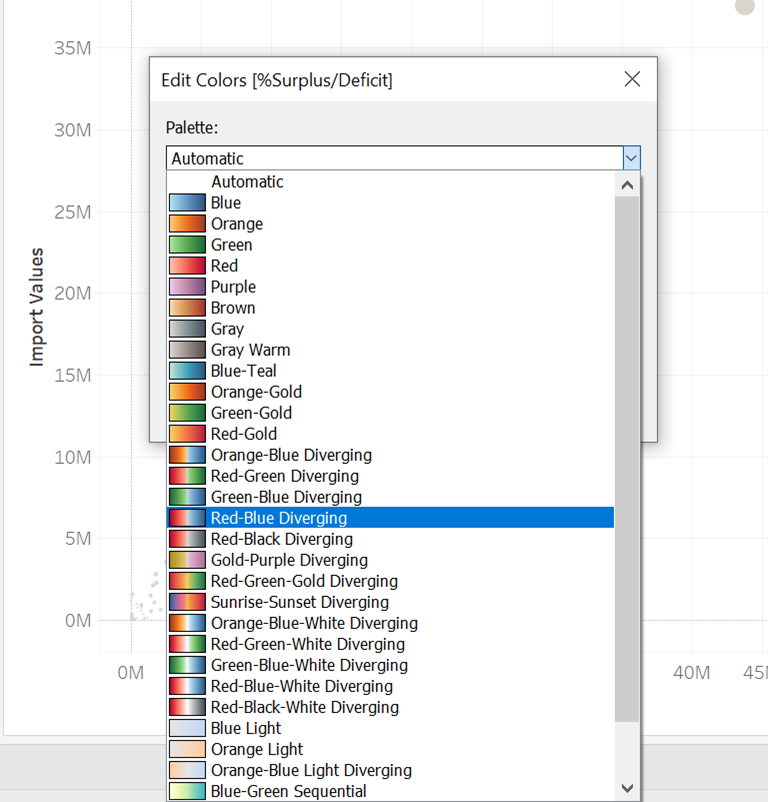 35M
30M
25M
20M
15M
10M
5M
0M
Import Values
0M
40M
45
Edit Colors [%Surplus/Deficit]
Palette:
Automatic
Automatic
Blue
Orange
Green
Red
Purple
Brown
Gray
Gray Warm
Blue-Teal
Orange-Gold
Green-Gold
Red-Gold
Orange-Blue Diverging
Red-Green Diverging
Green-Blue Diverging
Red-Blue Diverging
Red-Black Diverging
Gold-Purple Diverging
Red-Green-Gold Diverging
Sunrise-Sunset Diverging
Orange-Blue-White Diverging
Red-Green-White Diverging
Green-Blue-White Diverging
Red-Blue-White Diverging
Red-Black-White Diverging
Blue Light
Orange Light
Orange-Blue Light Diverging
Blue-Green Sequential